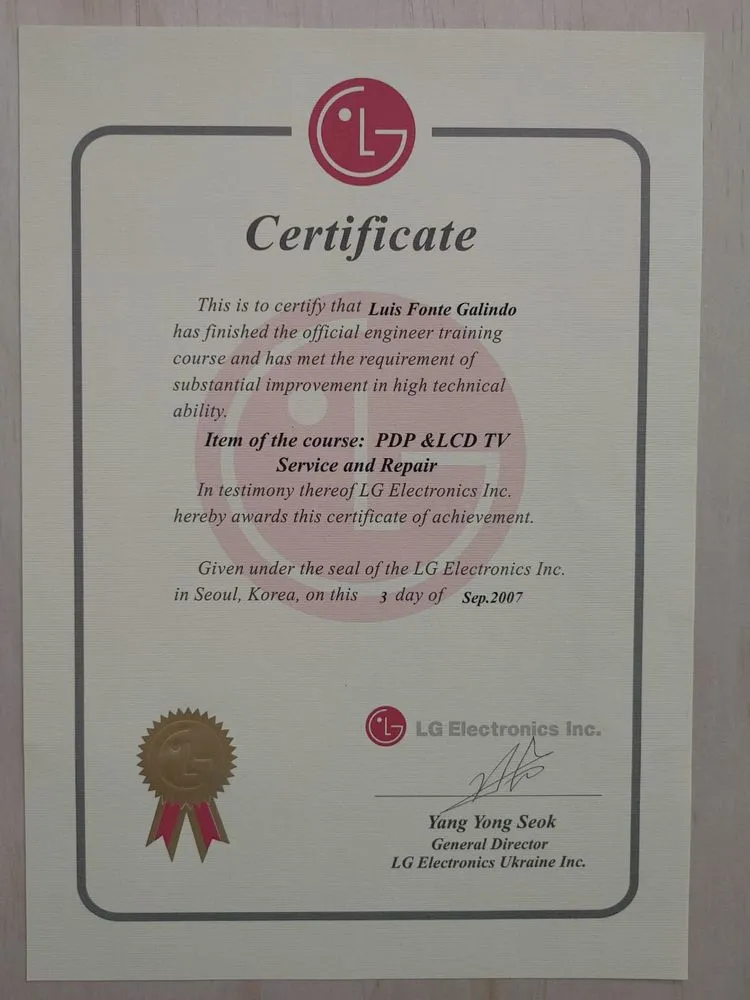 Certificate
This is to certify that Luis Fonte Galindo
has finished the official engineer training
course and has met the requirement of
substantial improvement in high technical
ability.
Item of the course: PDP &LCD TV
Service and Repair
In testimony thereof LG Electronics Inc.
hereby awards this certificate of achievement.
Given under the seal of the LG Electronics Inc.
in Seoul, Korea, on this 3 day of Sep.2007
LG Electronics Inc.
Yang Yong Seok
General Director
LG Electronics Ukraine Inc.